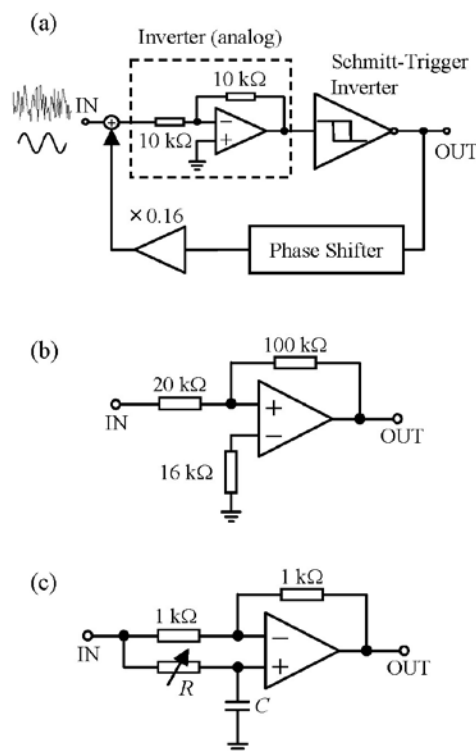 (a)
Inverter (analog)
Schmitt-Trigger
Inverter
10 kΩ
IN
+
10 kΩ
−
+
OUT
× 0.16
Phase Shifter
(b)
100 kΩ
20 kΩ
IN
+
−
OUT
16 kΩ
(c)
1 kΩ
1 kΩ
IN
−
+
OUT
R
C